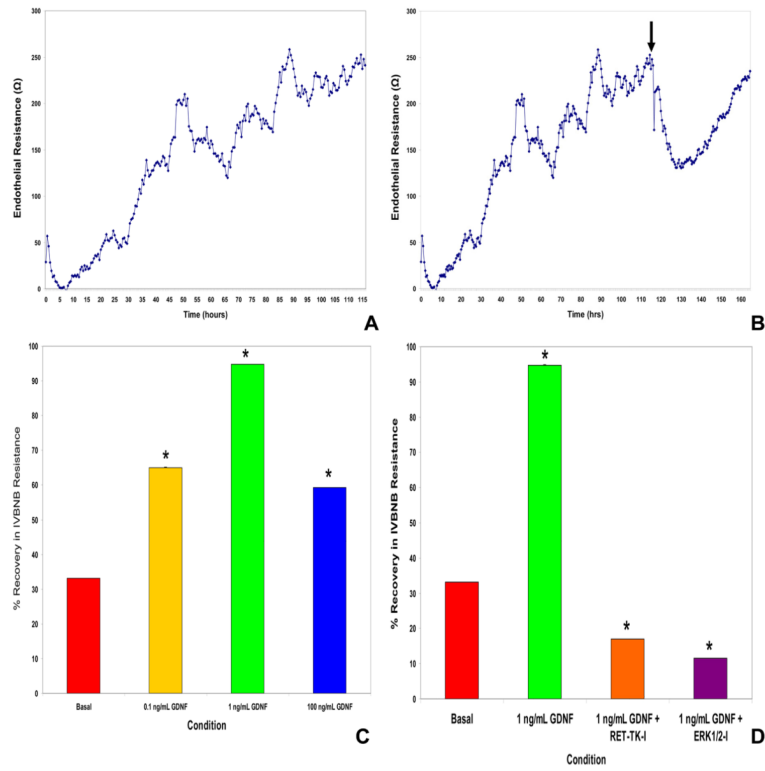 Endothelial Resistance (Ω)
300
250
200
150
100
50
0
0 5 10 15 20 25 30 35 40 45 50 55 60 65 70 75 80 85 90 95 100 105 110 115
Time (hours)
A
Endothelial Resistance (Ω)
300
250
200
150
100
50
0
0 10 20 30 40 50 60 70 80 90 100 110 120 130 140 150 160
Time (hrs)
B
% Recovery in IVBNB Resistance
100
90
80
70
60
50
40
30
20
10
0
* * *
Basal 0.1 ng/mL GDNF 1 ng/mL GDNF 100 ng/mL GDNF
Condition
C
% Recovery in IVBNB Resistance
100
90
80
70
60
50
40
30
20
10
0
* * *
Basal 1 ng/mL GDNF 1 ng/mL GDNF + 1 ng/mL GDNF +
RET-TK-I ERK1/2-I
Condition
D